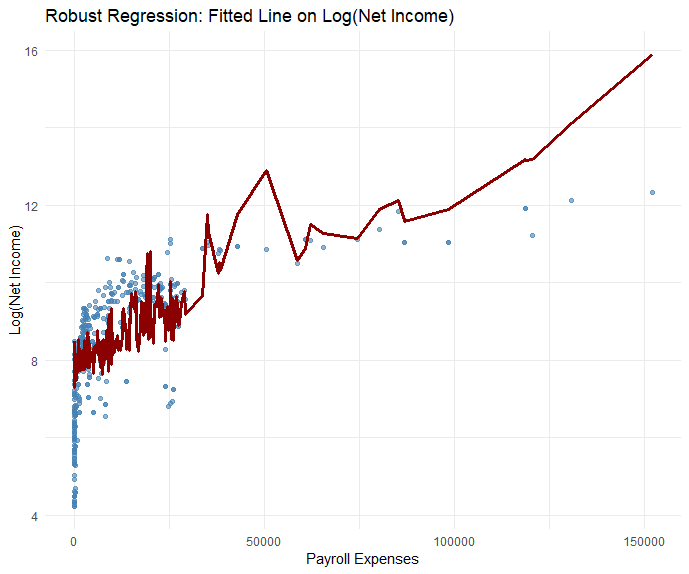 Robust Regression: Fitted Line on Log(Net Income)
16
12
8
4
Log(Net Income)
0
50000
100000
150000
Payroll Expenses